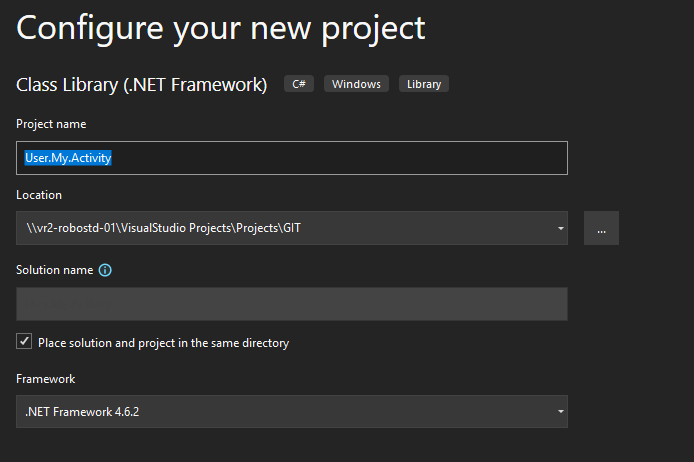 Configure your new project
Class Library (.NET Framework) C# Windows Library
Project name
User.My.Activity
Location
\\vr2-robostd-01\VisualStudio Projects\Projects\GIT
...
Solution name
Place solution and project in the same directory
Framework
.NET Framework 4.6.2